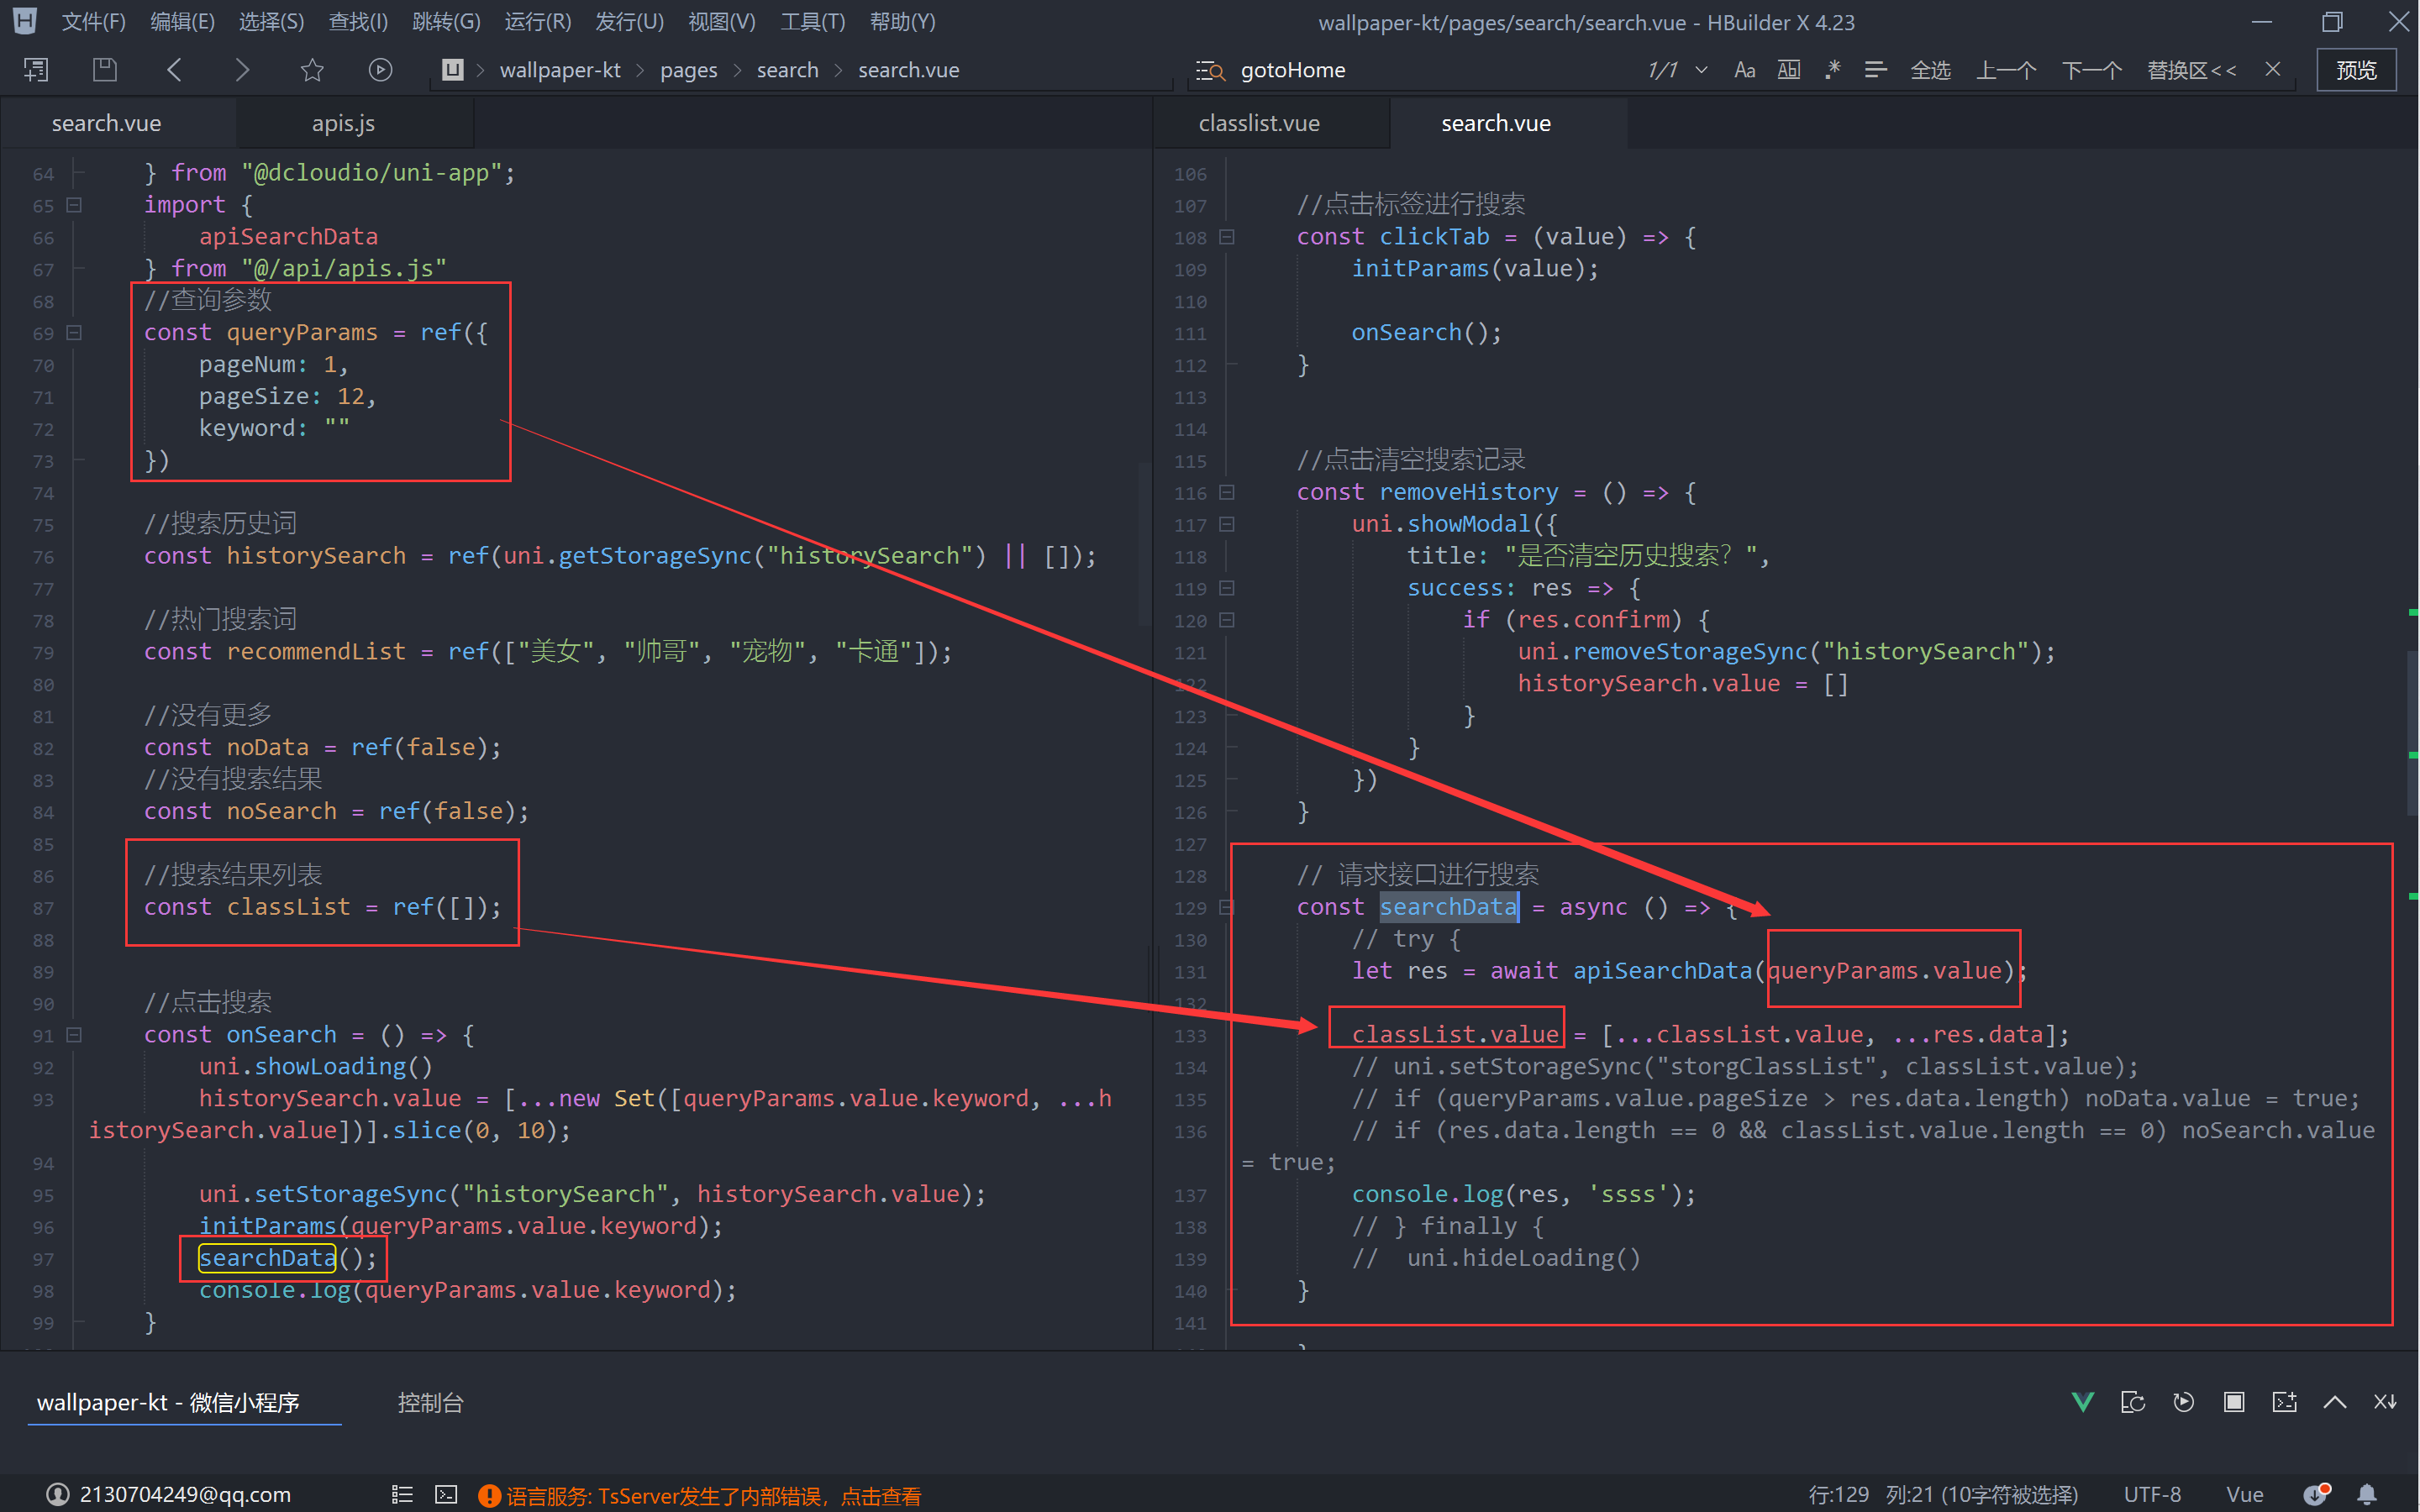 文件(F) 编辑(E) 选择(S) 查找(I) 跳转(G) 运行(R) 发行(U) 视图(V) 工具(T) 帮助(Y) wallpaper-kt/pages/search/search.vue - HBuilder X 4.23
wallpaper-kt > pages > search > search.vue gotoHome 1/1 Aa Ab .* 全选 上一个 下一个 替换区<< 预览
search.vue apis.js
64 } from "@dcloudio/uni-app";
65 import {
66 apiSearchData
67 } from "@/api/apis.js"
68 //查询参数
69 const queryParams = ref({
70 pageNum: 1,
71 pageSize: 12,
72 keyword: ""
73 })
74
75 //搜索历史词
76 const historySearch = ref(uni.getStorageSync("historySearch") || []);
77
78 //热门搜索词
79 const recommendList = ref(["美女", "帅哥", "宠物", "卡通"]);
80
81 //没有更多
82 const noData = ref(false);
83 //没有搜索结果
84 const noSearch = ref(false);
85
86 //搜索结果列表
87 const classList = ref([]);
88
89
90 //点击搜索
91 const onSearch = () => {
92 uni.showLoading()
93 historySearch.value = [...new Set([queryParams.value.keyword, ...h
istorySearch.value])].slice(0, 10);
94
95 uni.setStorageSync("historySearch", historySearch.value);
96 initParams(queryParams.value.keyword);
97 searchData();
98 console.log(queryParams.value.keyword);
99 }
classlist.vue search.vue
106
107 //点击标签进行搜索
108 const clickTab = (value) => {
109 initParams(value);
110
111 onSearch();
112 }
113
114
115 //点击清空搜索记录
116 const removeHistory = () => {
117 uni.showModal({
118 title: "是否清空历史搜索？",
119 success: res => {
120 if (res.confirm) {
121 uni.removeStorageSync("historySearch");
122 historySearch.value = []
123 }
124 }
125 })
126 }
127
128 // 请求接口进行搜索
129 const searchData = async () => {
130 // try {
131 let res = await apiSearchData(queryParams.value);
132
133 classList.value = [...classList.value, ...res.data];
134 // uni.setStorageSync("storgClassList", classList.value);
135 // if (queryParams.value.pageSize > res.data.length) noData.value = true;
136 // if (res.data.length == 0 && classList.value.length == 0) noSearch.value
= true;
137 console.log(res, 'ssss');
138 // } finally {
139 // uni.hideLoading()
140 }
141
wallpaper-kt - 微信小程序 控制台
2130704249@qq.com 语言服务: TsServer发生了内部错误，点击查看 行:129 列:21 (10字符被选择) UTF-8 Vue